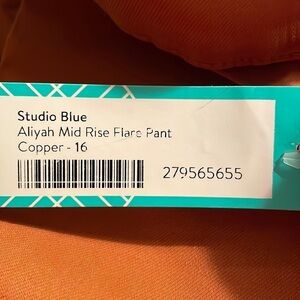 Studio Blue
Aliyah Mid Rise Flare Pant
Copper - 16
279565655